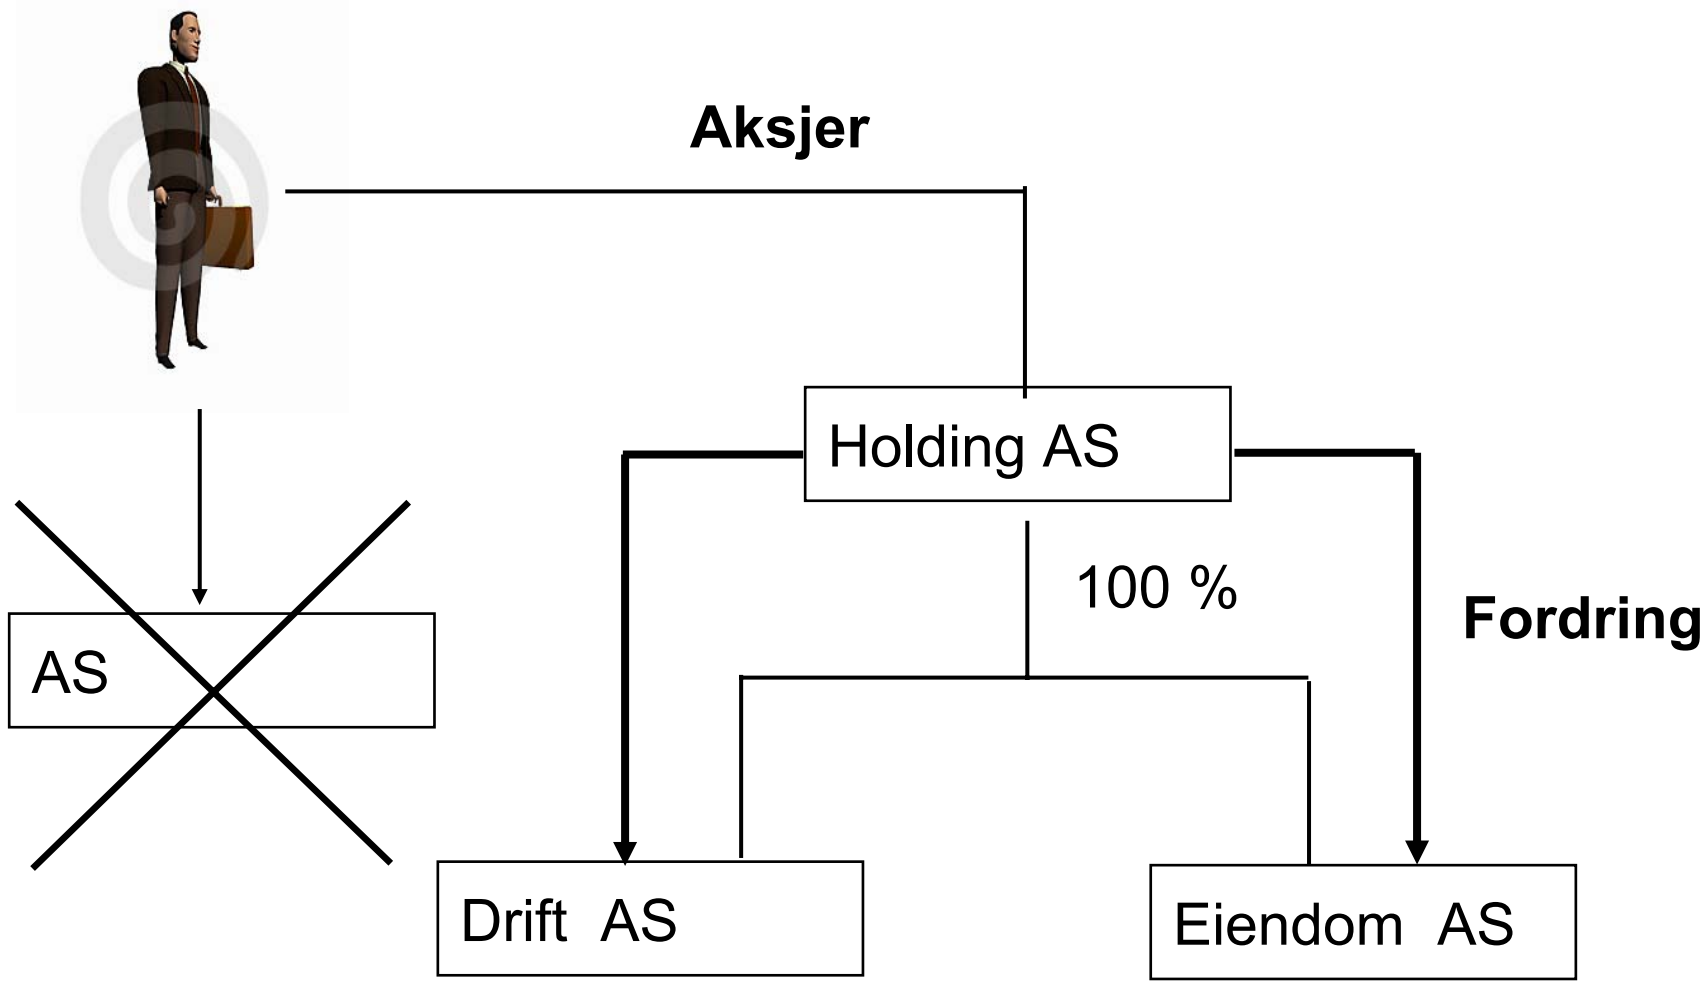 Aksjer
Holding AS
100 %
Fordring
AS
Drift AS
Eiendom AS